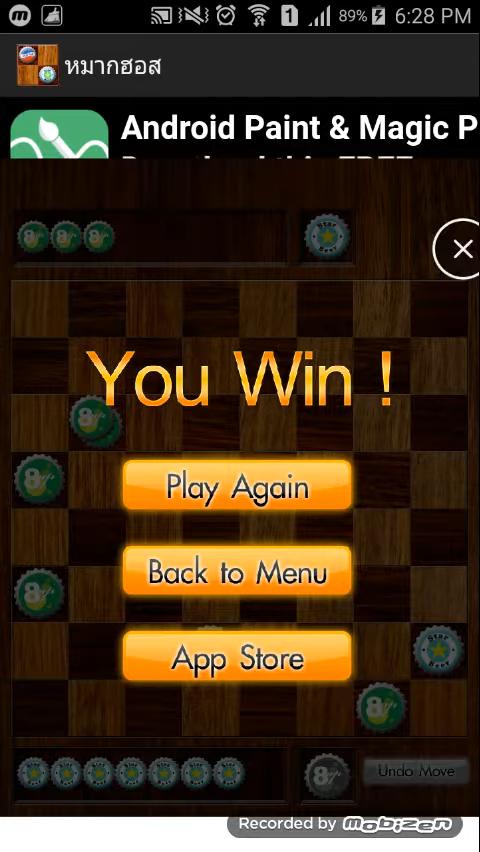 1
89%
6:28 PM
หมากฮอส
Android Paint & Magic P
You Win !
Play Again
Back to Menu
App Store
Undo Move
Recorded by Mobizen